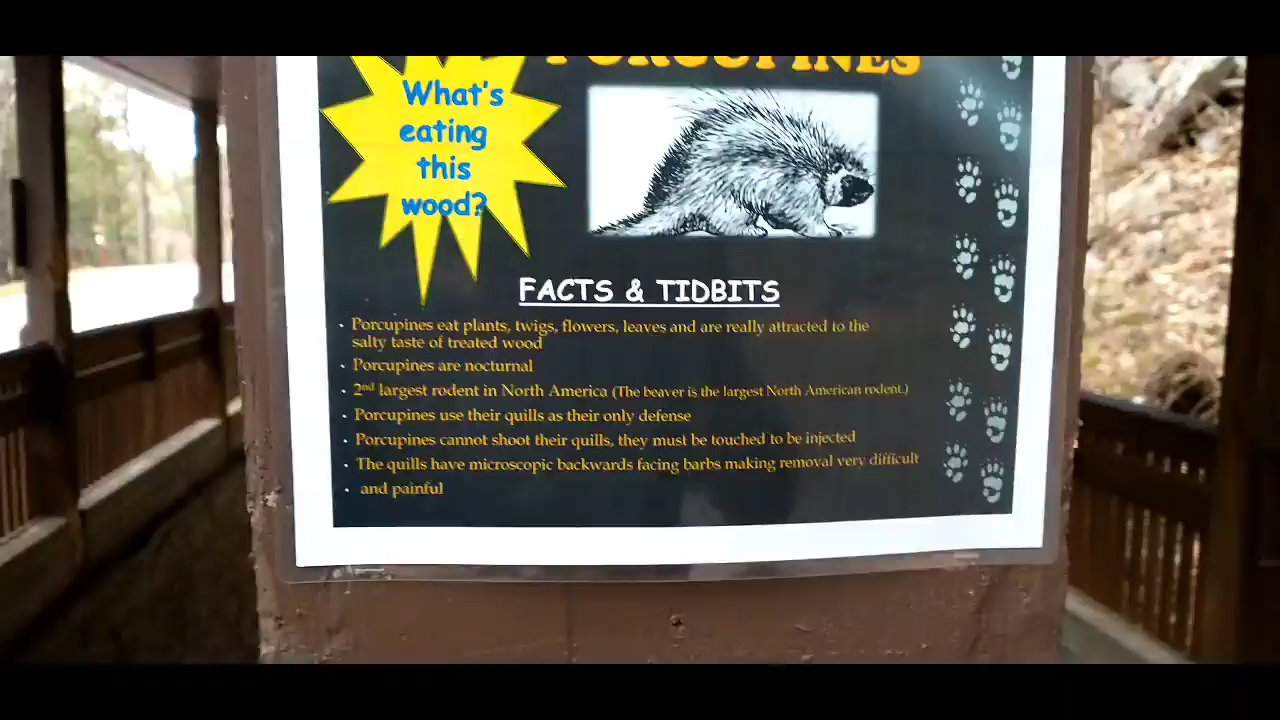 PORCUPINES
What's
eating
this
wood?
FACTS & TIDBITS
· Porcupines eat plants, twigs, flowers, leaves and are really attracted to the
salty taste of treated wood
· Porcupines are nocturnal
· 2nd largest rodent in North America (The beaver is the largest North American rodent.)
· Porcupines use their quills as their only defense
· Porcupines cannot shoot their quills, they must be touched to be injected
· The quills have microscopic backwards facing barbs making removal very difficult
· and painful